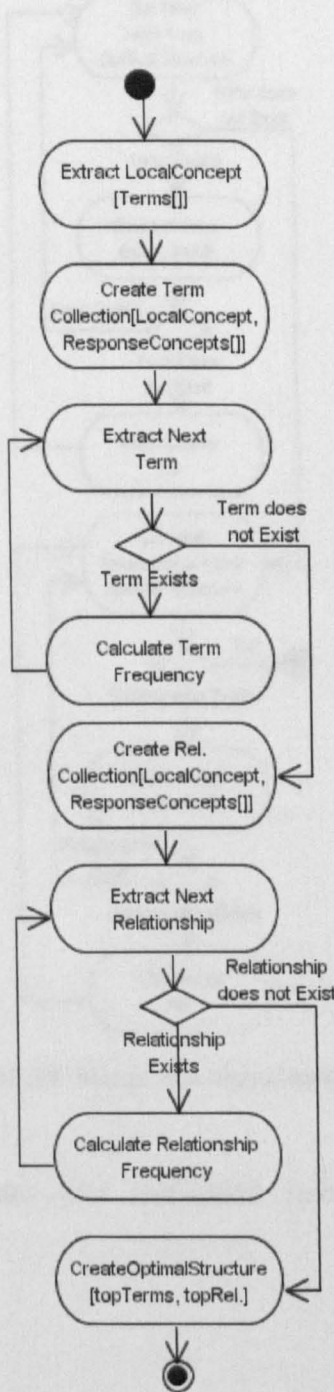 Extract LocalConcept
[Terms[]]
Create Term
Collection[LocalConcept,
ResponseConcepts[]]
Extract Next
Term
Term does
not Exist
Term Exists
Calculate Term
Frequency
Create Rel.
Collection[LocalConcept,
ResponseConcepts[]]
Extract Next
Relationship
Relationship
does not Exist
Relationship
Exists
Calculate Relationship
Frequency
CreateOptimalStructure
[topTerms, topRel.]